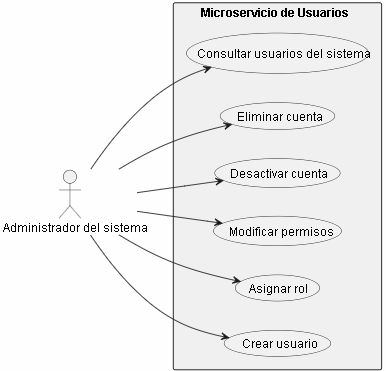 Microservicio de Usuarios
Consultar usuarios del sistema
Eliminar cuenta
Desactivar cuenta
Administrador del sistema
Modificar permisos
Asignar rol
Crear usuario